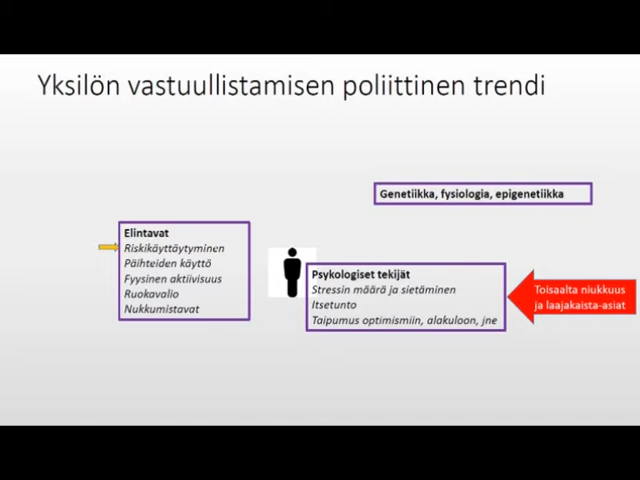 Yksilön vastuullistamisen poliittinen trendi
Genetiikka, fysiologia, epigenetiikka
Elintavat
Riskikäyttäytyminen
Päihteiden käyttö
Fyysinen aktiivisuus
Ruokavalio
Nukkumistavat
Psykologiset tekijät
Stressin määrä ja sietäminen
Itsetunto
Taipumus optimismiin, alakuloon, jne
Toisaalta niukkuus
ja laajakaista-asiat